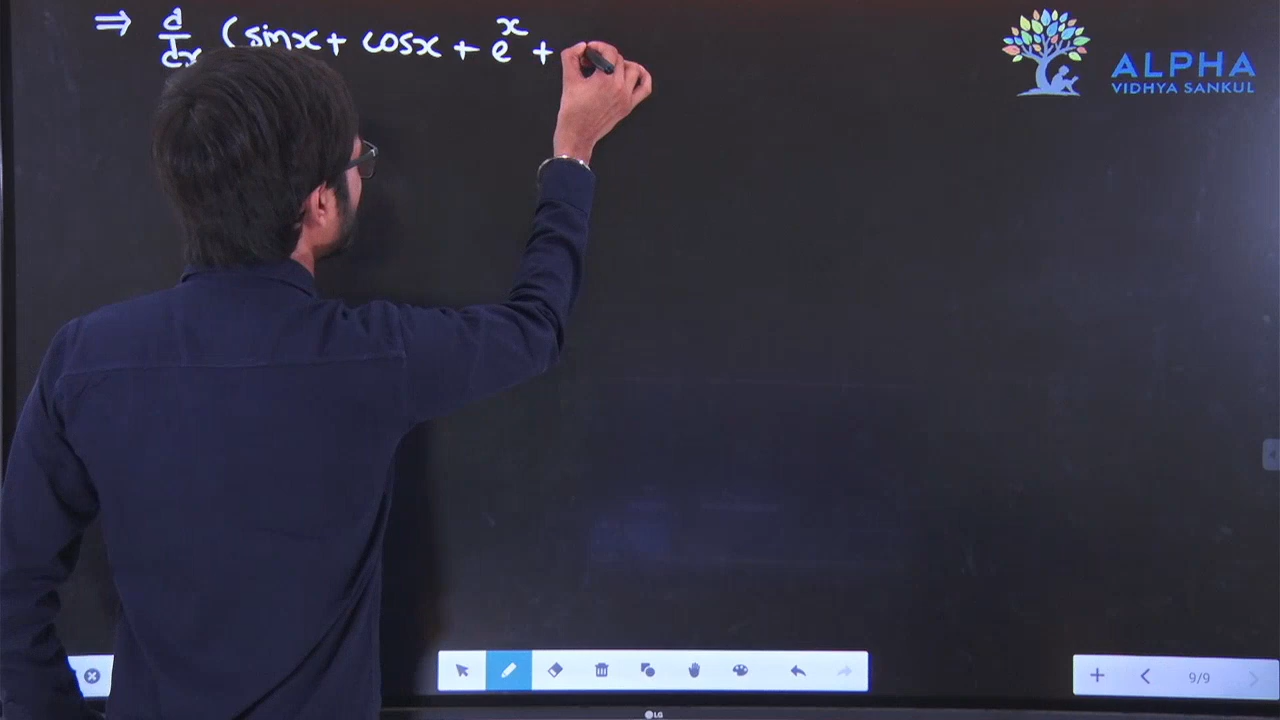 ⇒ d/dx (sinx + cosx + e^x +
ALPHA
VIDHYA SANKUL
9/9
LG